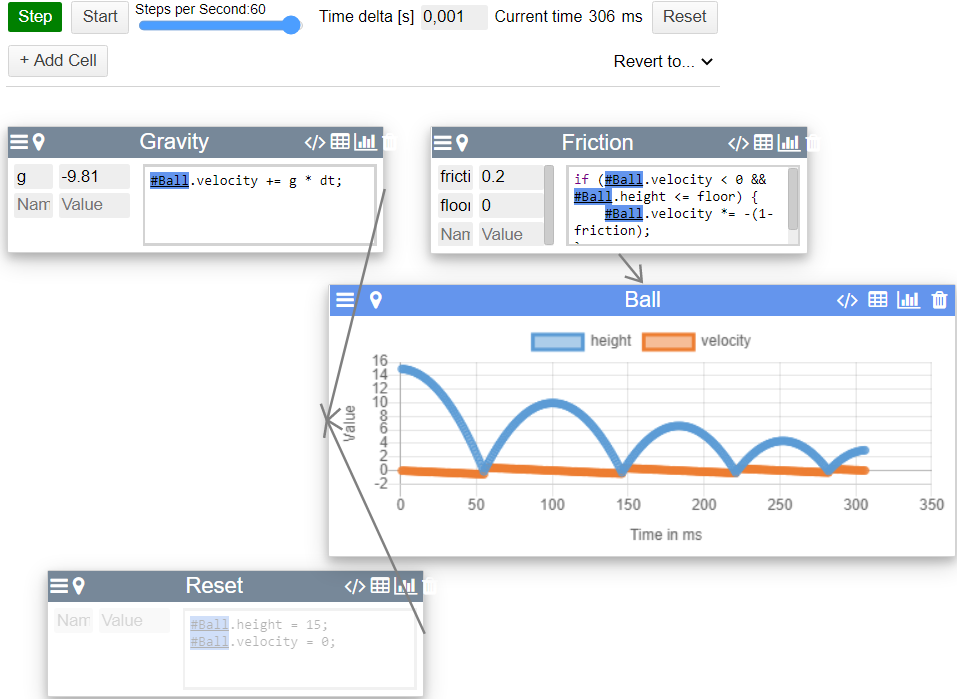 Step Start Steps per Second:60 Time delta [s] 0,001 Current time 306 ms Reset
+ Add Cell Revert to...
Gravity </>
g -9.81
Nam Value
#Ball.velocity += g * dt;
Friction </>
fricti 0.2
floor 0
Nam Value
if (#Ball.velocity < 0 &&
#Ball.height <= floor) {
#Ball.velocity *= -(1-
friction);
Ball </>
height velocity
Value
16
14
12
10
8
6
4
2
0
-2
0 50 100 150 200 250 300 350
Time in ms
Reset </>
Nam Value
#Ball.height = 15;
#Ball.velocity = 0;